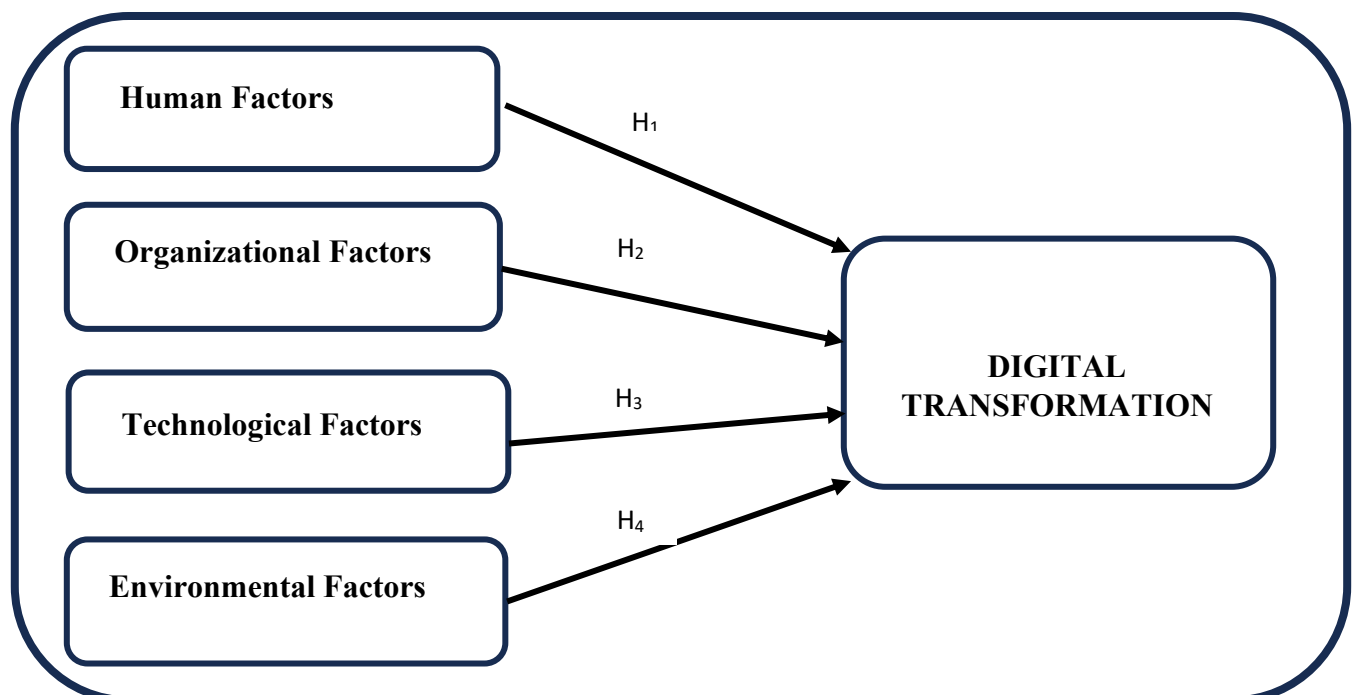 Human Factors
H₁
Organizational Factors
H₂
Technological Factors
H₃
Environmental Factors
H₄
DIGITAL
TRANSFORMATION